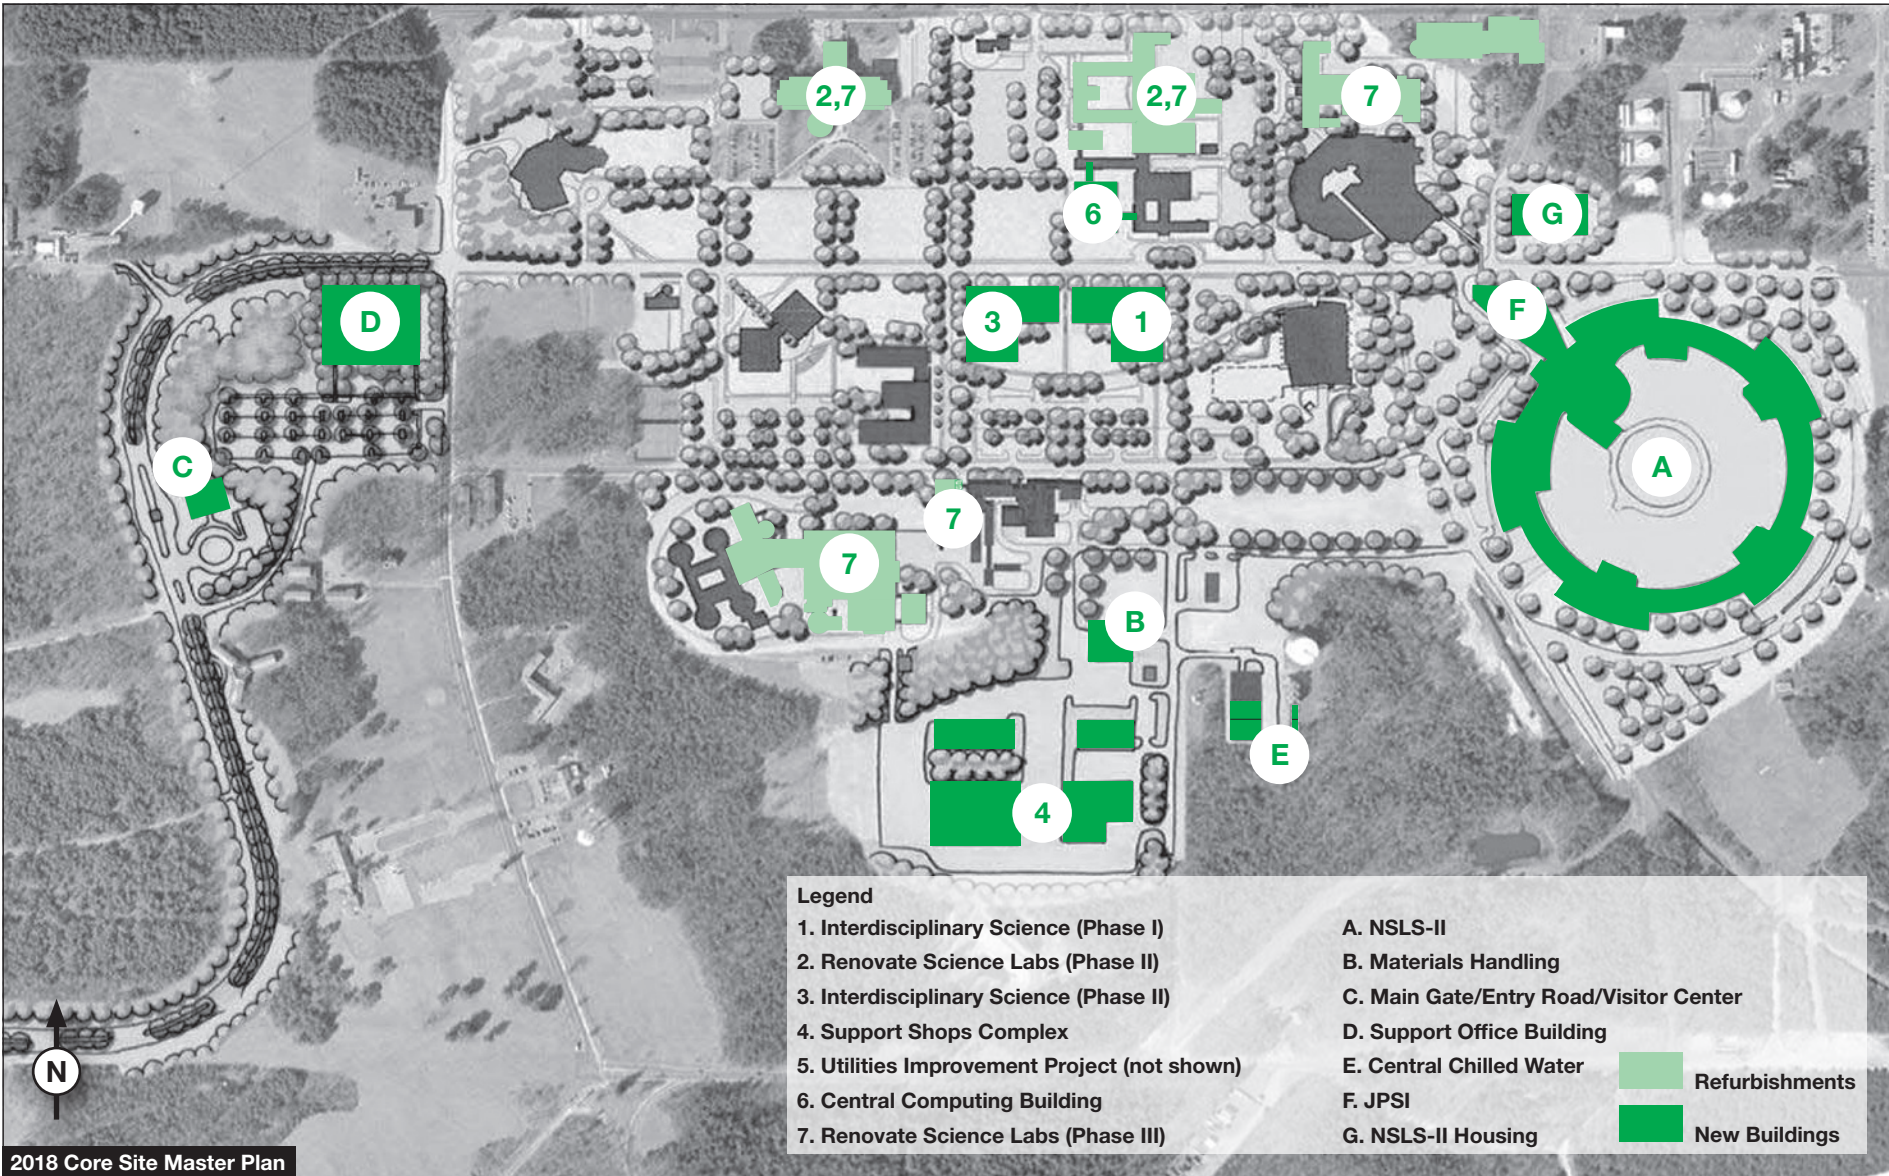 2,7
2,7
7
6
G
D
3
1
F
C
A
7
7
B
E
4
Legend
1. Interdisciplinary Science (Phase I)
2. Renovate Science Labs (Phase II)
3. Interdisciplinary Science (Phase II)
4. Support Shops Complex
5. Utilities Improvement Project (not shown)
6. Central Computing Building
7. Renovate Science Labs (Phase III)
A. NSLS-II
B. Materials Handling
C. Main Gate/Entry Road/Visitor Center
D. Support Office Building
E. Central Chilled Water
F. JPSI
G. NSLS-II Housing
Refurbishments
New Buildings
N
2018 Core Site Master Plan